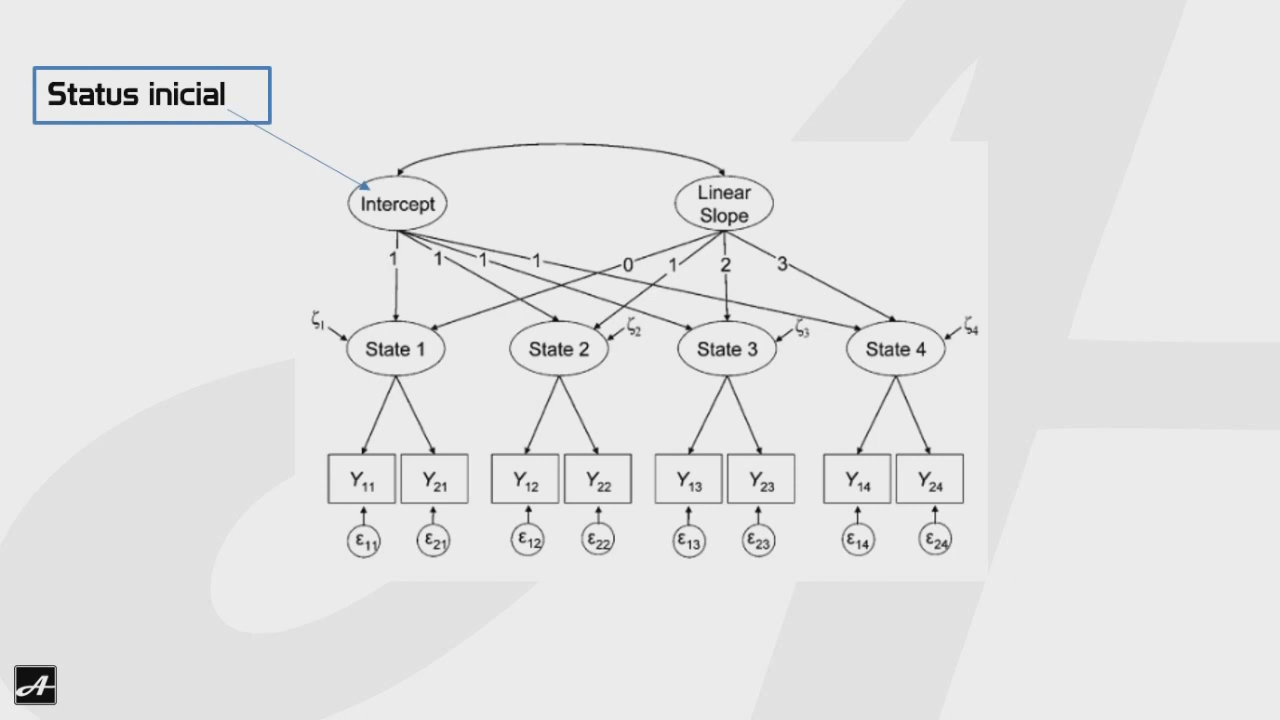 Status inicial
Intercept
Linear
Slope
1 1 1 1 0 1 2 3
ζ1 ζ2 ζ3 ζ4
State 1 State 2 State 3 State 4
Y11 Y21 Y12 Y22 Y13 Y23 Y14 Y24
ε11 ε21 ε12 ε22 ε13 ε23 ε14 ε24
A